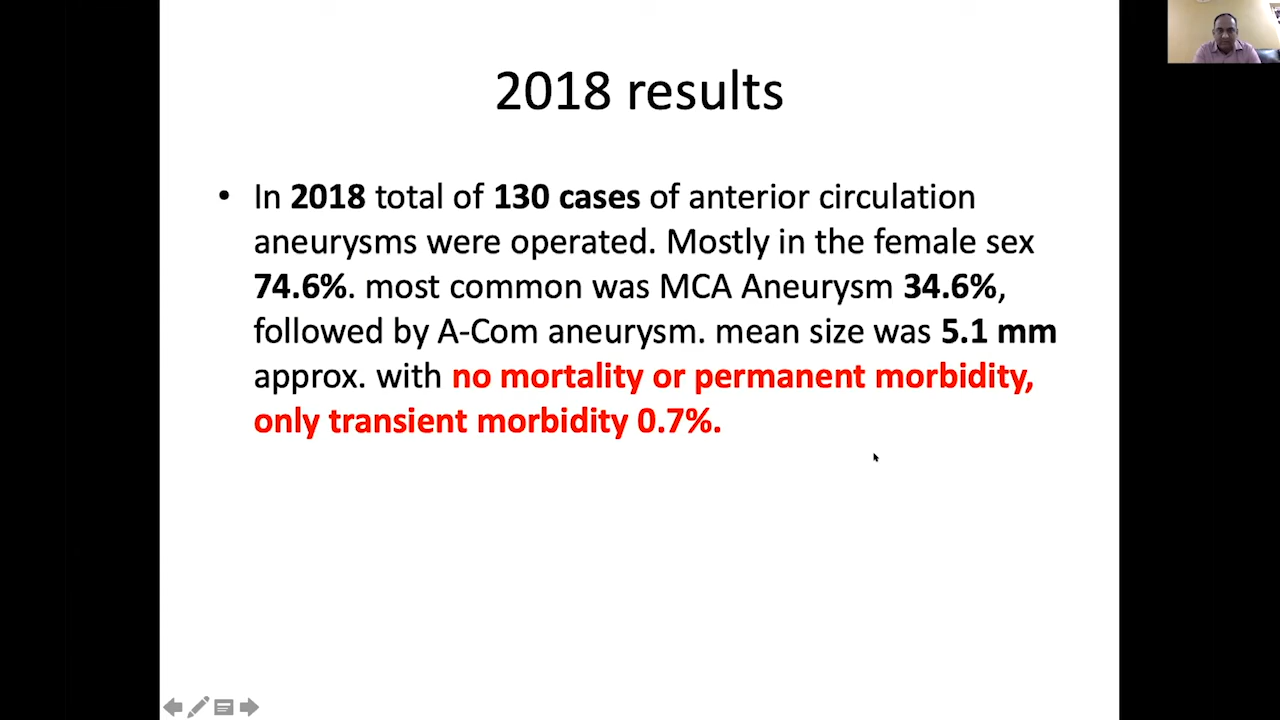 2018 results
• In 2018 total of 130 cases of anterior circulation
aneurysms were operated. Mostly in the female sex
74.6%. most common was MCA Aneurysm 34.6%,
followed by A-Com aneurysm. mean size was 5.1 mm
approx. with no mortality or permanent morbidity,
only transient morbidity 0.7%.